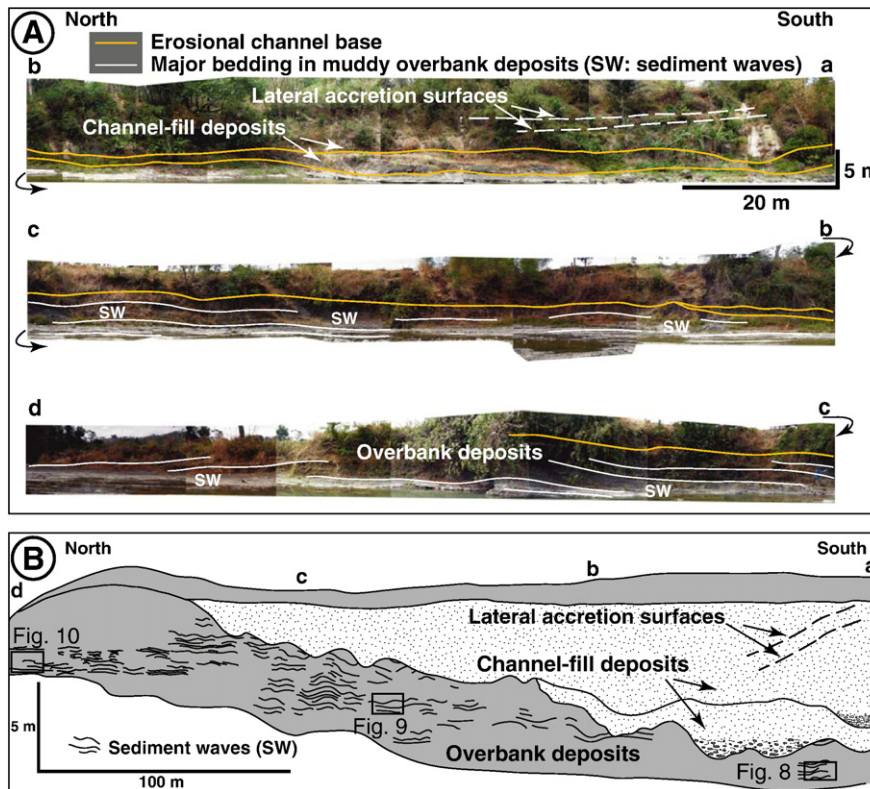 A
North
South
Erosional channel base
Major bedding in muddy overbank deposits (SW: sediment waves)
b
a
Lateral accretion surfaces
Channel-fill deposits
5 m
20 m
c
b
SW
SW
SW
d
c
Overbank deposits
SW
SW
B
North
South
d
c
b
a
Lateral accretion surfaces
Fig. 10
Channel-fill deposits
5 m
Fig. 9
Sediment waves (SW)
Overbank deposits
Fig. 8
100 m